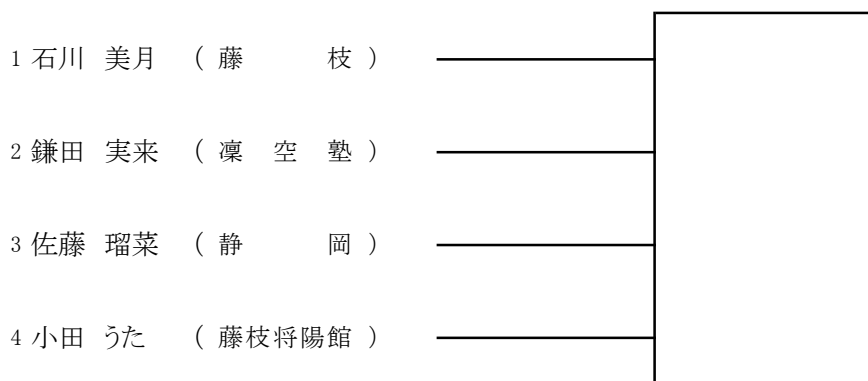 1 石川 美月 ( 藤 枝 )
2 鎌田 実来 ( 凜 空 塾 )
3 佐藤 瑠菜 ( 静 岡 )
4 小田 うた ( 藤枝将陽館 )